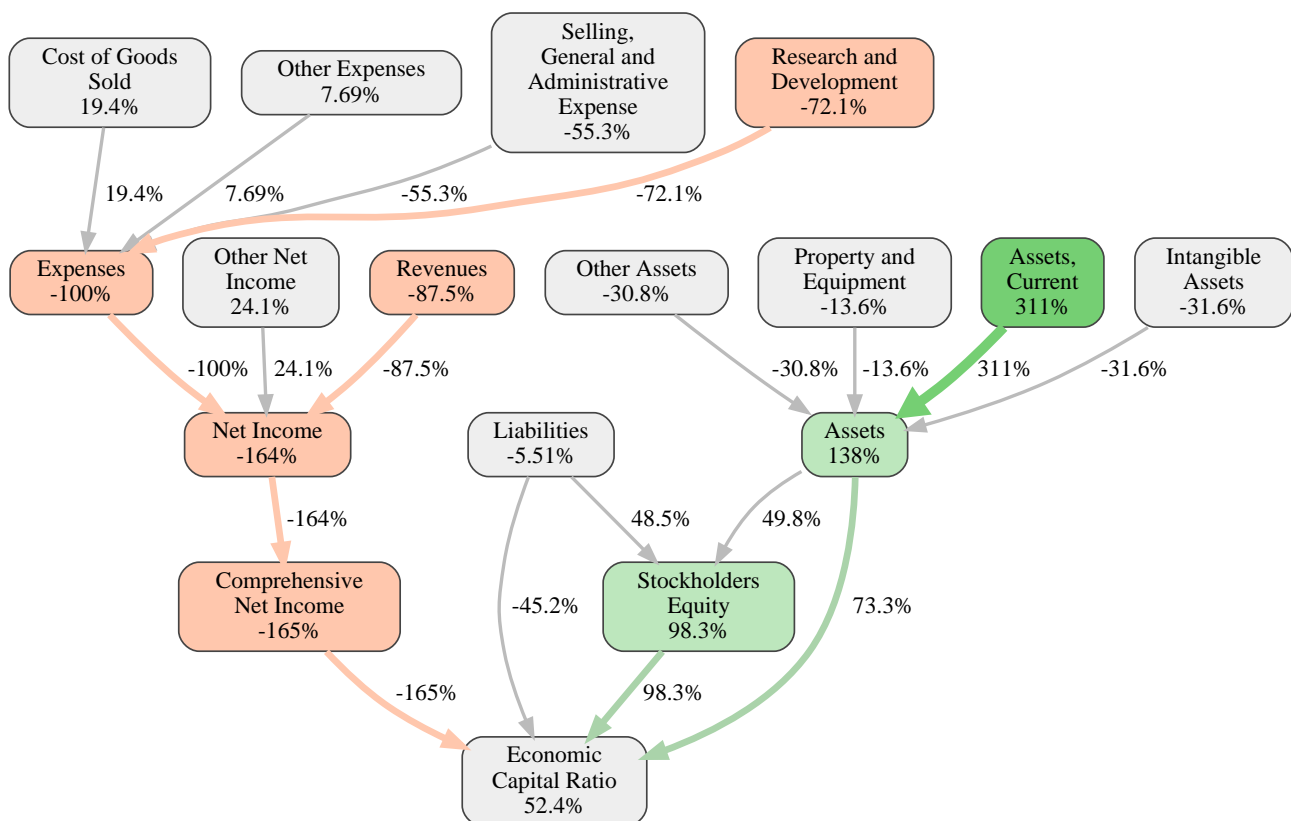 Cost of Goods
Sold
19.4%
Other Expenses
7.69%
Selling,
General and
Administrative
Expense
-55.3%
Research and
Development
-72.1%
19.4%
7.69%
-55.3%
-72.1%
Expenses
-100%
Other Net
Income
24.1%
Revenues
-87.5%
Other Assets
-30.8%
Property and
Equipment
-13.6%
Assets,
Current
311%
Intangible
Assets
-31.6%
-100%
24.1%
-87.5%
-30.8%
-13.6%
311%
-31.6%
Net Income
-164%
Liabilities
-5.51%
Assets
138%
-164%
48.5%
49.8%
Comprehensive
Net Income
-165%
-45.2%
Stockholders
Equity
98.3%
73.3%
-165%
98.3%
Economic
Capital Ratio
52.4%